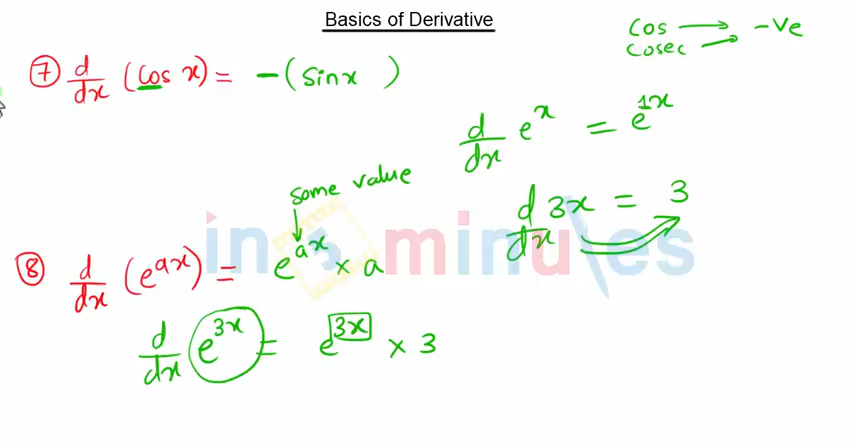 Basics of Derivative
cos → -ve
cosec →
⑦ d/dx (cos x) = -(sin x )
d/dx e^x = e^{1x}
some value
d/dx 3x = 3
in 3 minutes
⑧ d/dx (e^{ax}) = e^{ax} × a
d/dx e^{3x} = e^{3x} × 3